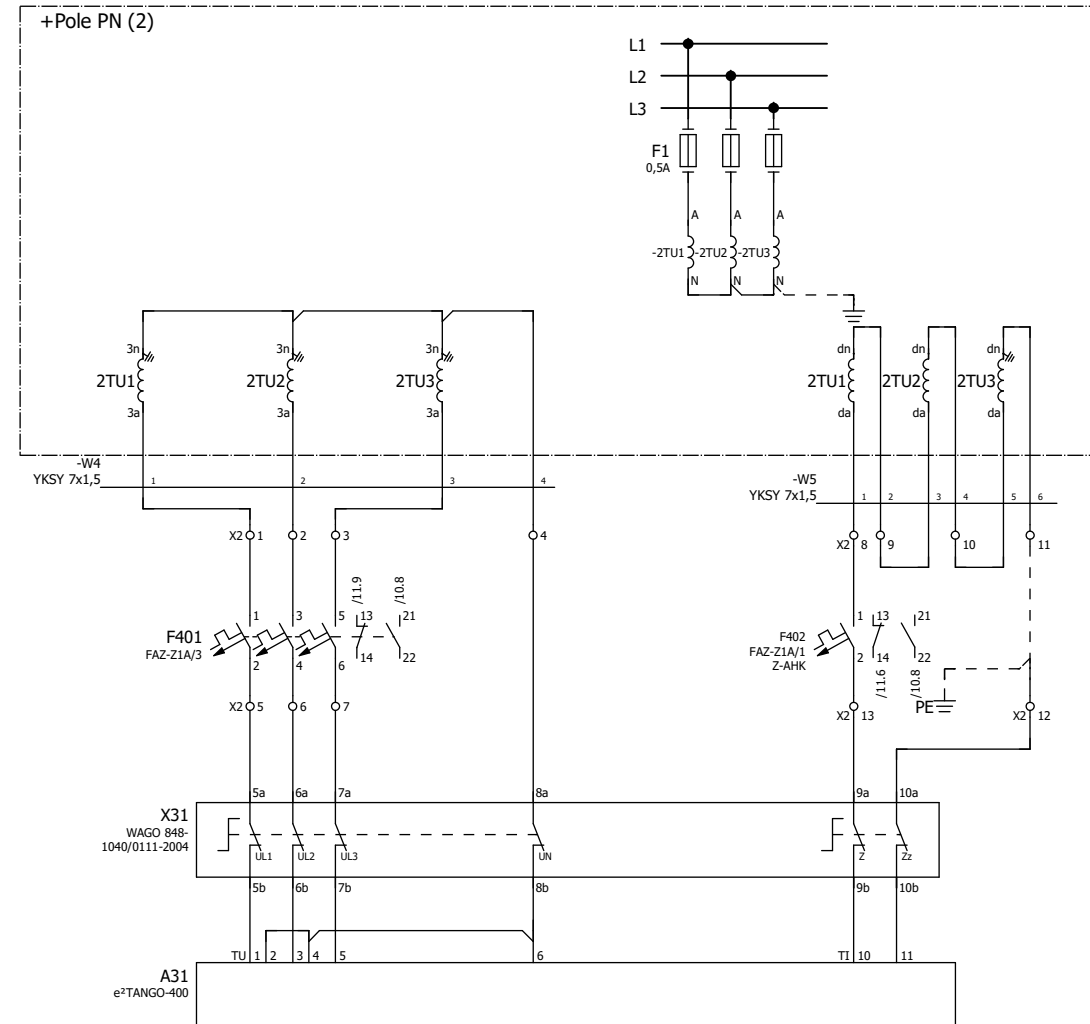 +Pole PN (2)
L1
L2
L3
F1
0,5A
A A A
-2TU1 -2TU2 -2TU3
N N N
3n 3n 3n dn dn dn
2TU1 2TU2 2TU3 2TU1 2TU2 2TU3
3a 3a 3a da da da
-W4
YKSY 7x1,5 1 2 3 4
-W5
YKSY 7x1,5 1 2 3 4 5 6
X2 1 2 3 4 X2 8 9 10 11
/11.9 /10.8
1 3 5 13 21 1 13 21
F401
FAZ-Z1A/3
2 4 6 14 22
F402
FAZ-Z1A/1
Z-AHK
2 14 22
/11.6 /10.8
PE
X2 5 6 7 X2 13 X2 12
5a 6a 7a 8a 9a 10a
X31
WAGO 848-
1040/0111-2004
UL1 UL2 UL3 UN Z Zz
5b 6b 7b 8b 9b 10b
TU 1 2 3 4 5 6 TI 10 11
A31
e²TANGO-400